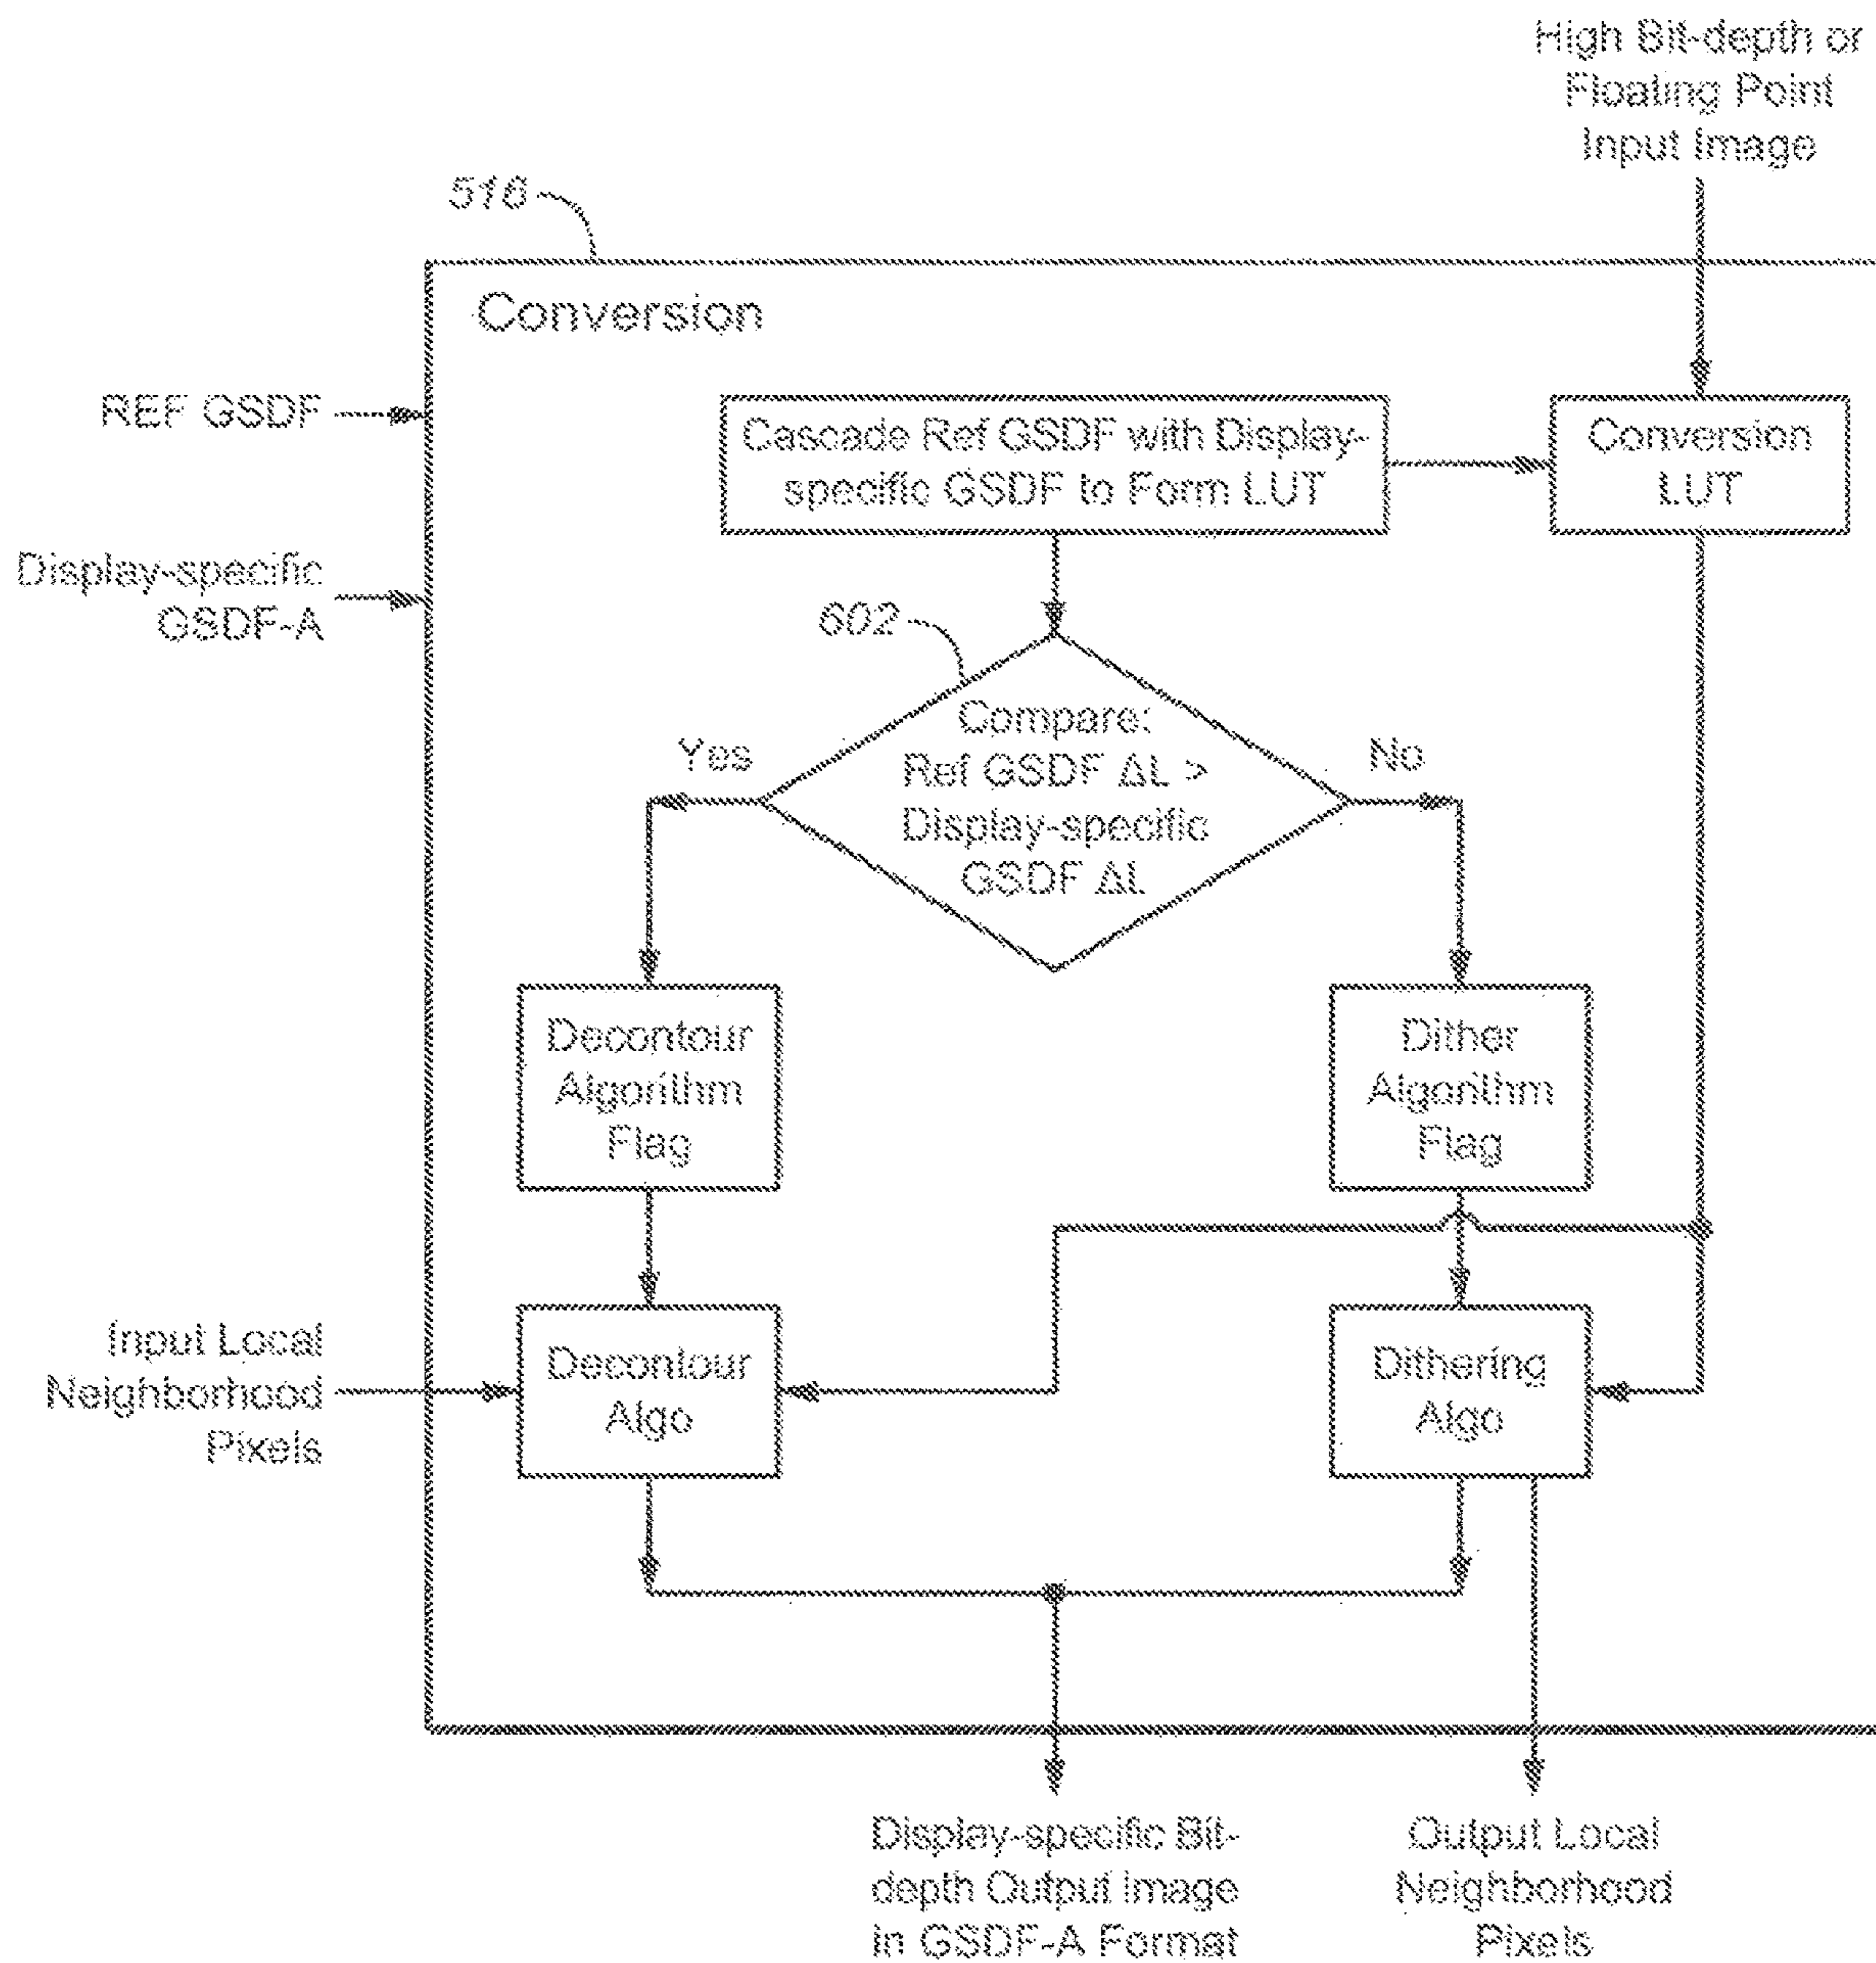 High Bit-depth or
Floating Point
Input Image
516
Conversion
REF GSDF
Cascade Ref GSDF with Display-
specific GSDF to Form LUT
Conversion
LUT
Display-specific
GSDF-A
602
Compare:
Ref GSDF ΔL >
Display-specific
GSDF ΔL
Yes
No
Decontour
Algorithm
Flag
Dither
Algorithm
Flag
Input Local
Neighborhood
Pixels
Decontour
Algo
Dithering
Algo
Display-specific Bit-
depth Output Image
in GSDF-A Format
Output Local
Neighborhood
Pixels